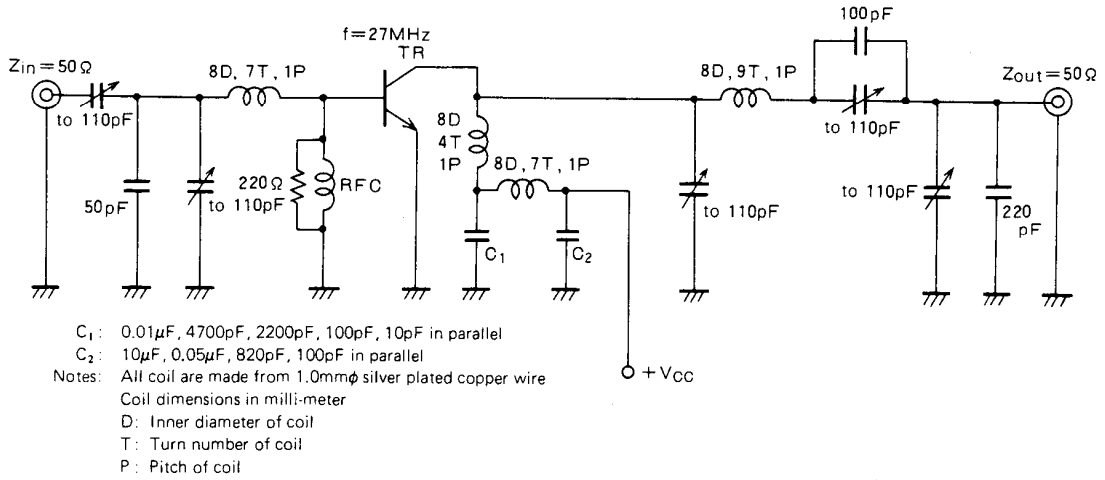 100pF
f=27MHz
TR
Zin=50Ω
8D, 7T, 1P
8D, 9T, 1P
Zout=50Ω
to 110pF
8D
4T
1P
8D, 7T, 1P
to 110pF
50pF
to 110pF
220Ω
RFC
to 110pF
to 110pF
220
pF
C₁
C₂
C₁: 0.01μF, 4700pF, 2200pF, 100pF, 10pF in parallel
C₂: 10μF, 0.05μF, 820pF, 100pF in parallel
Notes: All coil are made from 1.0mmφ silver plated copper wire
Coil dimensions in milli-meter
D: Inner diameter of coil
T: Turn number of coil
P: Pitch of coil
+VCC